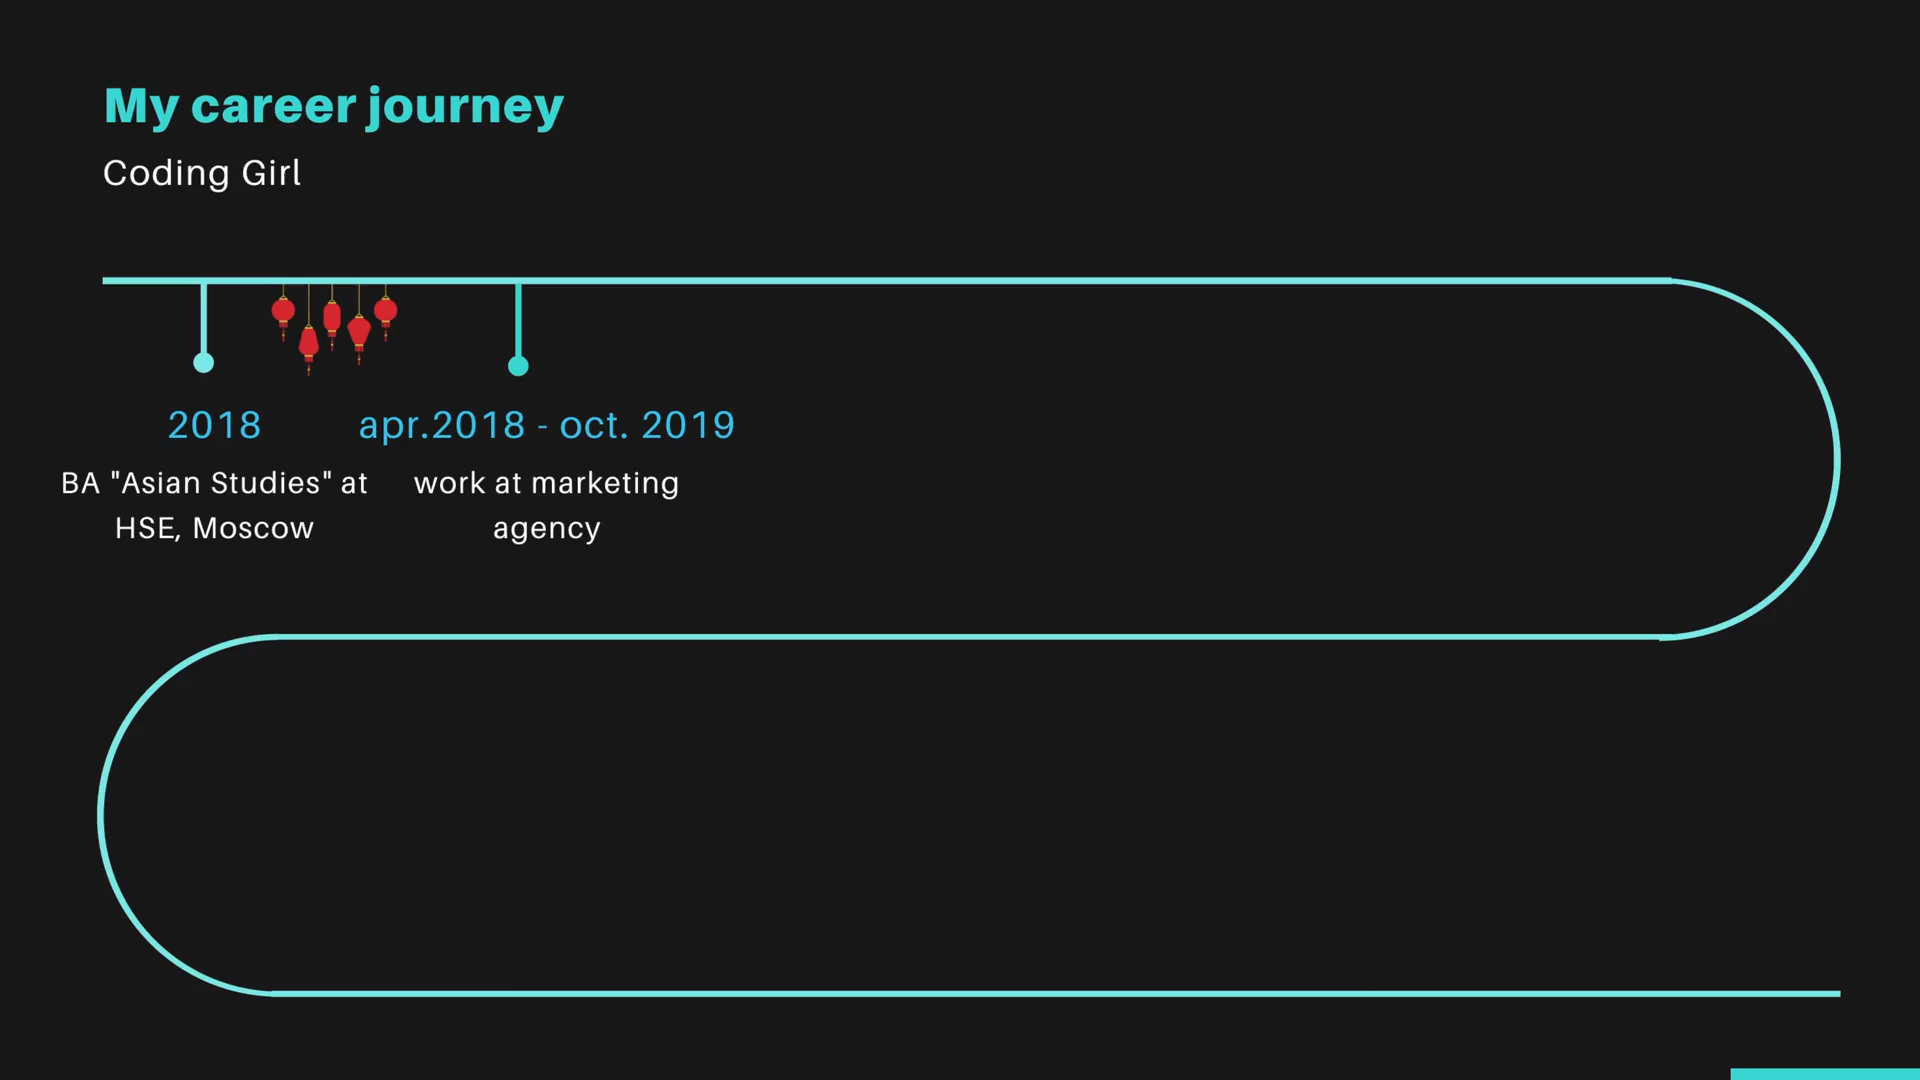 My career journey
Coding Girl
2018
BA "Asian Studies" at
HSE, Moscow
apr.2018 - oct. 2019
work at marketing
agency